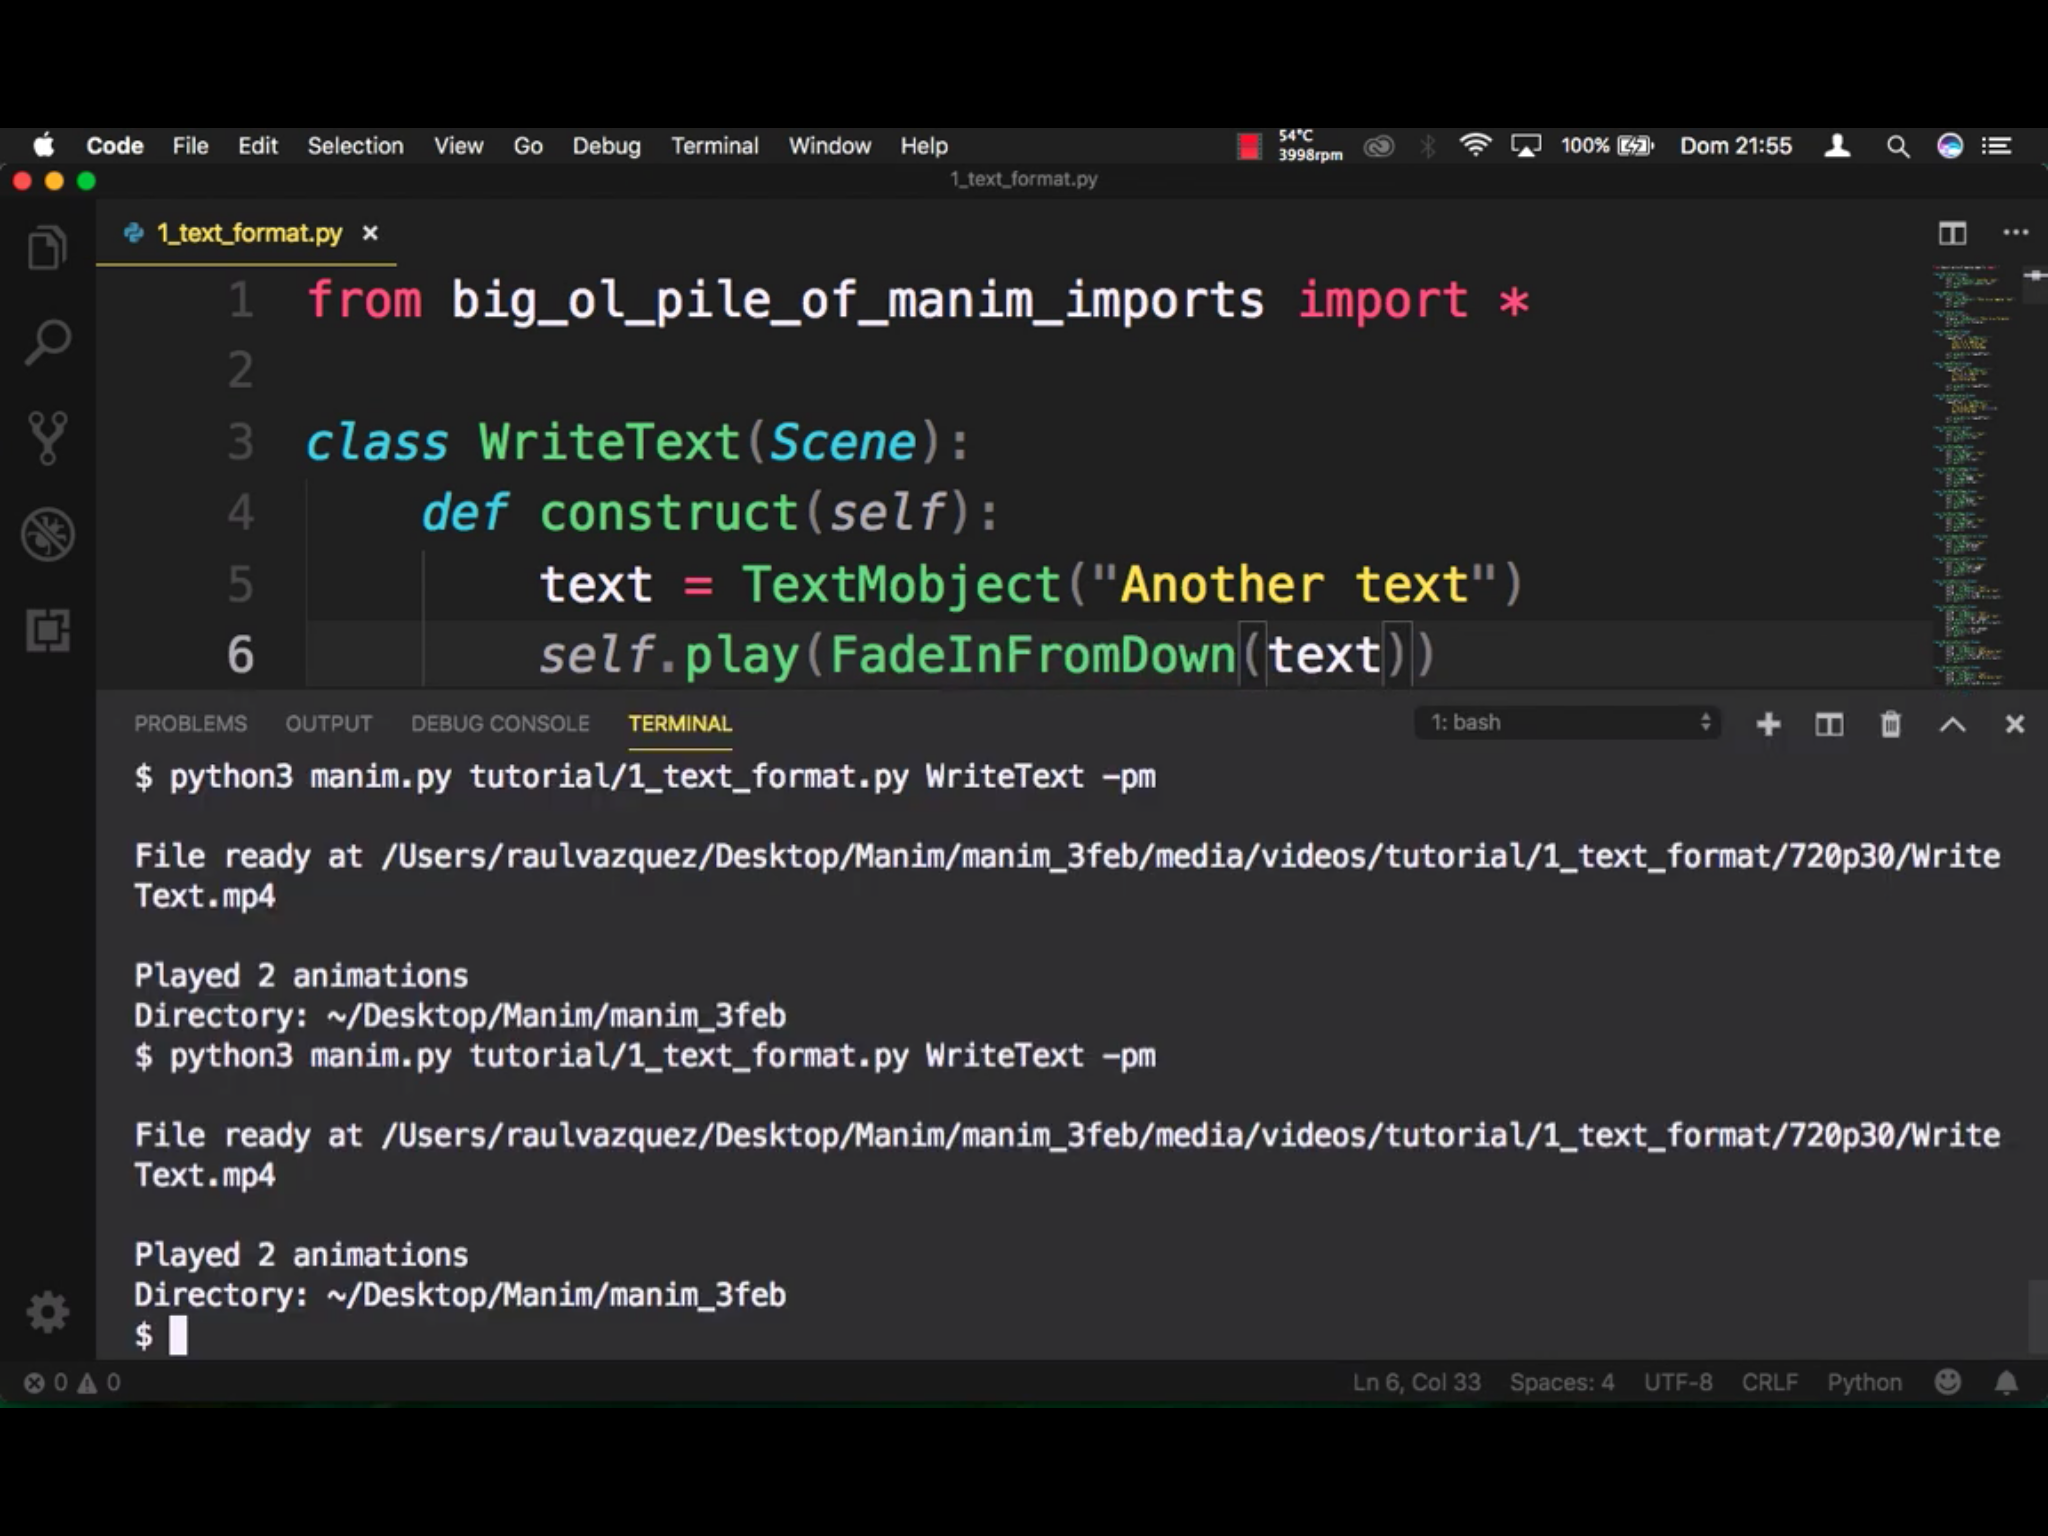 Code File Edit Selection View Go Debug Terminal Window Help 54°C 3998rpm 100% Dom 21:55
1_text_format.py
1_text_format.py ×
1 from big_ol_pile_of_manim_imports import *
2
3 class WriteText(Scene):
4 def construct(self):
5 text = TextMobject("Another text")
6 self.play(FadeInFromDown(text))
PROBLEMS OUTPUT DEBUG CONSOLE TERMINAL 1: bash
$ python3 manim.py tutorial/1_text_format.py WriteText -pm
File ready at /Users/raulvazquez/Desktop/Manim/manim_3feb/media/videos/tutorial/1_text_format/720p30/Write
Text.mp4
Played 2 animations
Directory: ~/Desktop/Manim/manim_3feb
$ python3 manim.py tutorial/1_text_format.py WriteText -pm
File ready at /Users/raulvazquez/Desktop/Manim/manim_3feb/media/videos/tutorial/1_text_format/720p30/Write
Text.mp4
Played 2 animations
Directory: ~/Desktop/Manim/manim_3feb
$
0 0 Ln 6, Col 33 Spaces: 4 UTF-8 CRLF Python